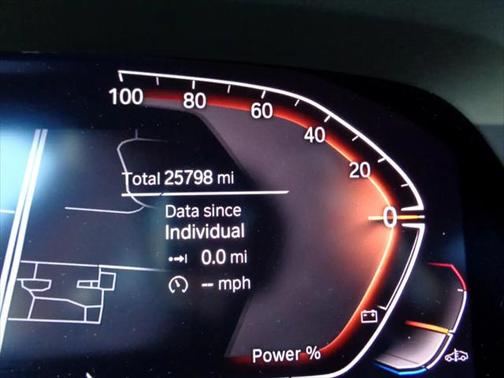 100 80 60 40 20 0
Total 25798 mi
Data since
Individual
0.0 mi
-- mph
Power %